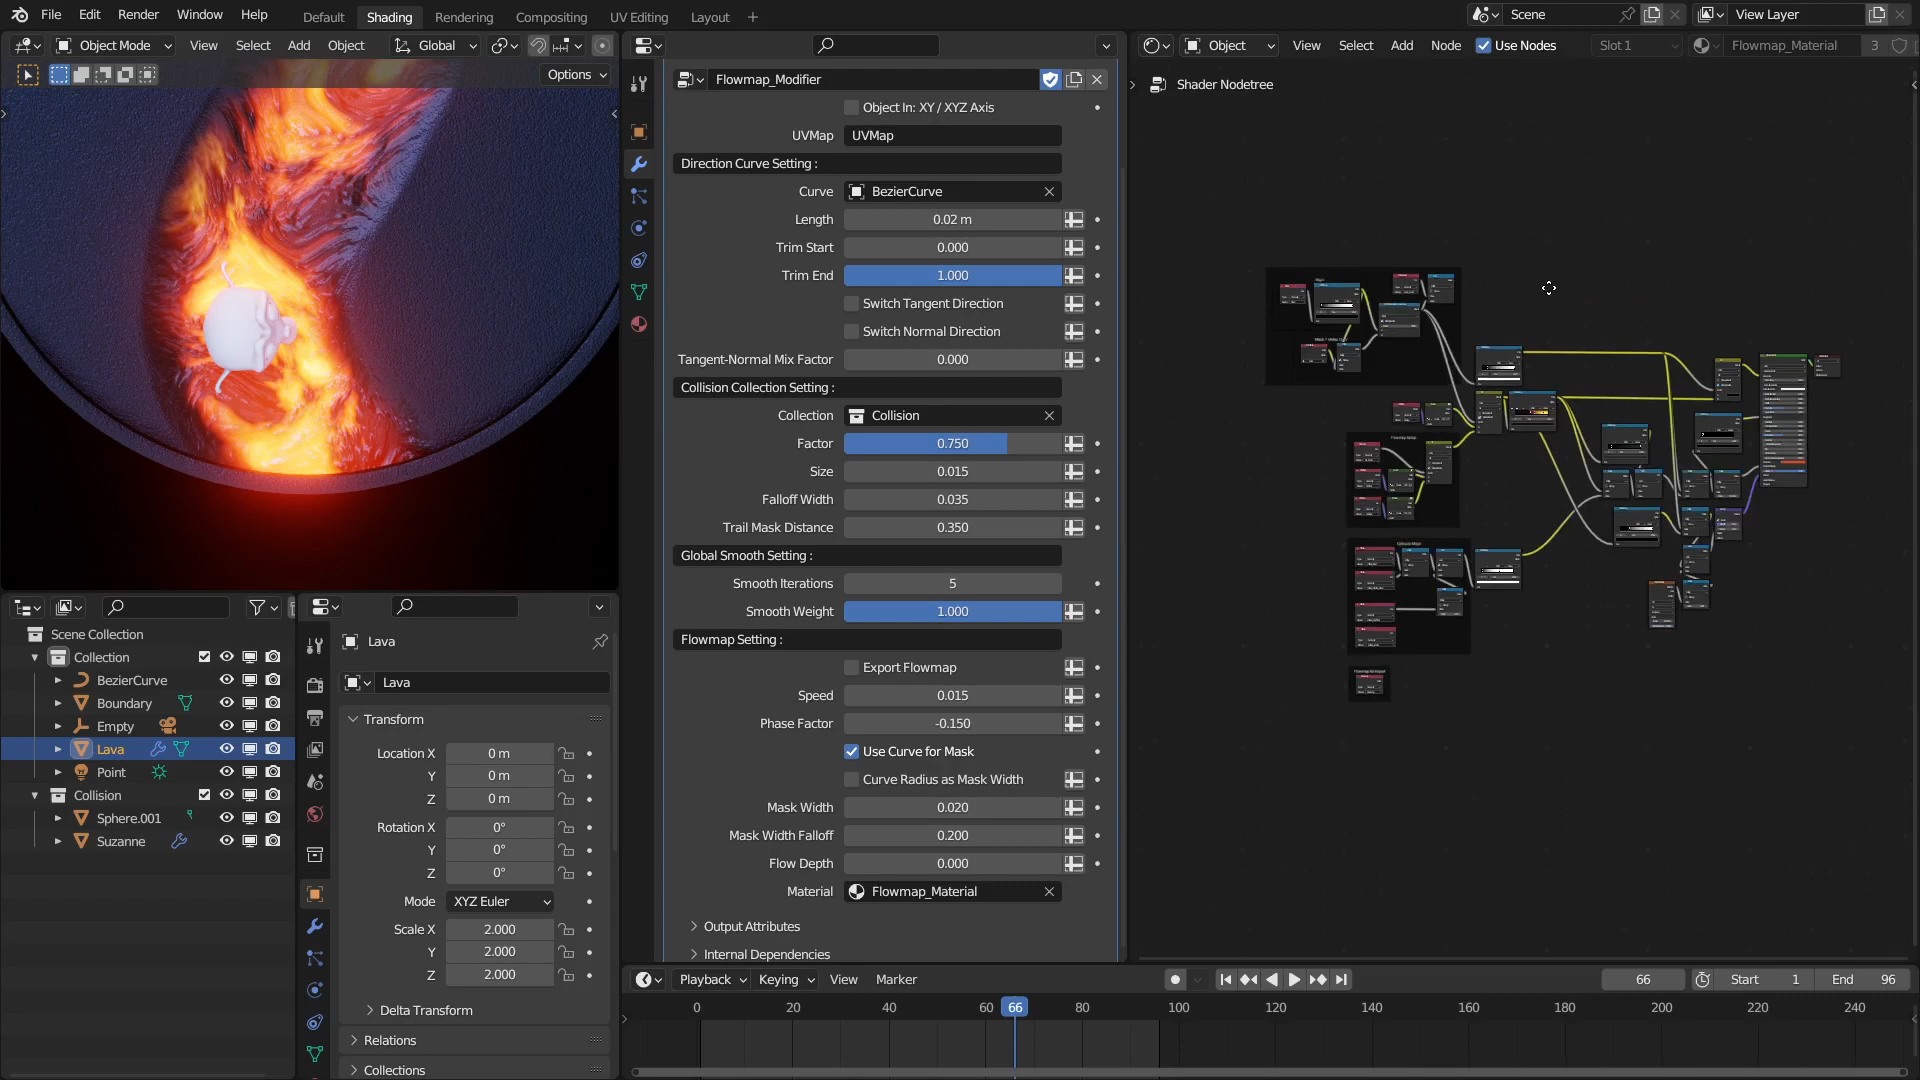 File Edit Render Window Help Default Shading Rendering Compositing UV Editing Layout + Scene View Layer
Object Mode View Select Add Object Global
Options
Object View Select Add Node Use Nodes Slot 1 Flowmap_Material 3
Shader Nodetree
Flowmap_Modifier
Object In: XY / XYZ Axis
UVMap UVMap
Direction Curve Setting :
Curve BezierCurve
Length 0.02 m
Trim Start 0.000
Trim End 1.000
Switch Tangent Direction
Switch Normal Direction
Tangent-Normal Mix Factor 0.000
Collision Collection Setting :
Collection Collision
Factor 0.750
Size 0.015
Falloff Width 0.035
Trail Mask Distance 0.350
Global Smooth Setting :
Smooth Iterations 5
Smooth Weight 1.000
Flowmap Setting :
Export Flowmap
Speed 0.015
Phase Factor -0.150
Use Curve for Mask
Curve Radius as Mask Width
Mask Width 0.020
Mask Width Falloff 0.200
Flow Depth 0.000
Material Flowmap_Material
Output Attributes
Internal Dependencies
Scene Collection
Collection
BezierCurve
Boundary
Empty
Lava
Point
Collision
Sphere.001
Suzanne
Lava
Lava
Transform
Location X 0 m
Y 0 m
Z 0 m
Rotation X 0°
Y 0°
Z 0°
Mode XYZ Euler
Scale X 2.000
Y 2.000
Z 2.000
Delta Transform
Relations
Collections
Playback Keying View Marker 66 Start 1 End 96
0 20 40 60 66 80 100 120 140 160 180 200 220 240